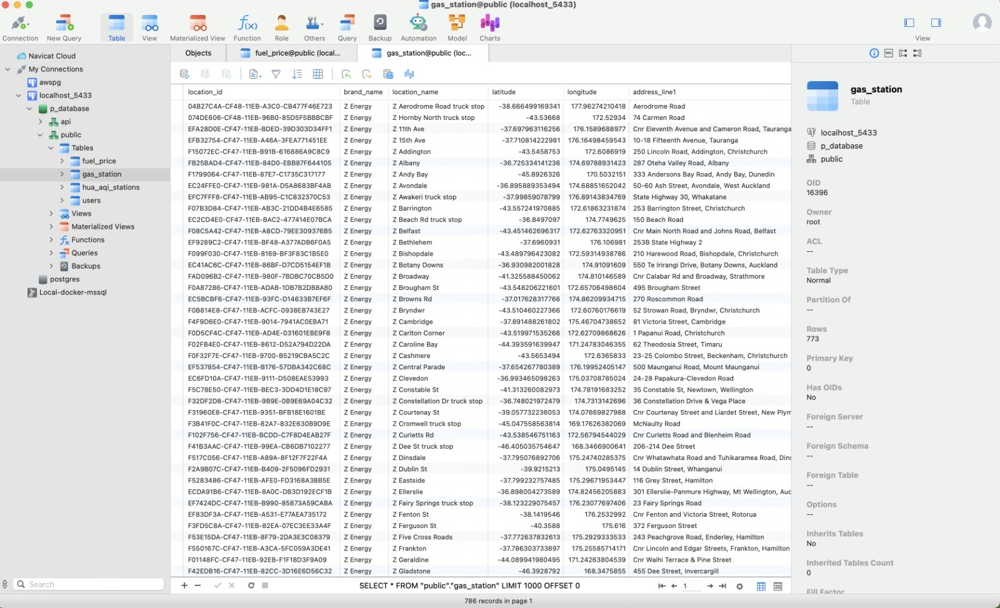 gas_station@public (localhost_5433)
Connection New Query Table View Materialized View Function Role Others Query Backup Automation Model Charts View
Navicat Cloud
My Connections
awspg
localhost_5433
p_database
api
public
Tables
fuel_price
gas_station
hua_aqi_stations
users
Views
Materialized Views
Functions
Queries
Backups
postgres
Local-docker-mssql
Search
Objects fuel_price@public (local... gas_station@public (loc...
location_id brand_name location_name latitude longitude address_line1
04B27C4A-CF48-11EB-A3C0-CB477F46E723 Z Energy Z Aerodrome Road truck stop -38.666499169341 177.96274210418 Aerodrome Road
074DE606-CF48-11EB-96B0-85D5F5BBBCBF Z Energy Z Hornby North truck stop -43.53668 172.52934 74 Carmen Road
EFA28D0E-CF47-11EB-BDED-39D303D34FF1 Z Energy Z 11th Ave -37.697963116256 176.1589688977 Cnr Eleventh Avenue and Cameron Road, Tauranga
EFB32754-CF47-11EB-A46A-3FEA771451EE Z Energy Z 15th Ave -37.710814222981 176.16498459543 10-18 Fifteenth Avenue, Tauranga
F15072EC-CF47-11EB-B91B-616886A9C8C9 Z Energy Z Addington -43.5458753 172.6086919 250 Lincoln Road, Addington, Christchurch
FB25BAD4-CF47-11EB-84D0-EBB87F644105 Z Energy Z Albany -36.725334141236 174.69788931423 287 Oteha Valley Road, Albany
F1799064-CF47-11EB-87E7-C1735C317177 Z Energy Z Andy Bay -45.8926326 170.5032151 333 Andersons Bay Road, Andy Bay, Dunedin
EC24FFE0-CF47-11EB-981A-D5A8683BF4AB Z Energy Z Avondale -36.895889353494 174.68851652042 50-60 Ash Street, Avondale, West Auckland
EFC7FFF8-CF47-11EB-AB95-C1C832370C53 Z Energy Z Awakeri truck stop -37.99859078799 176.89143834769 State Highway 30, Whakatane
F07B3D84-CF47-11EB-AB3C-21DD4B4E6585 Z Energy Z Barrington -43.557241970885 172.61863231874 253 Barrington Street, Christchurch
EC2CD4E0-CF47-11EB-BAC2-477414E07BCA Z Energy Z Beach Rd truck stop -36.8497097 174.7749625 150 Beach Road
F08C5A42-CF47-11EB-A8CD-79EE309376B5 Z Energy Z Belfast -43.451462696317 172.62763320951 Cnr Main North Road and Johns Road, Belfast
EF9289C2-CF47-11EB-BF48-A377ADB6F0A5 Z Energy Z Bethlehem -37.6960931 176.106981 253B State Highway 2
F099F030-CF47-11EB-8169-BF3F83C1B5E0 Z Energy Z Bishopdale -43.489796423082 172.59314938786 210 Harewood Road, Bishopdale, Christchurch
EC41AC6C-CF47-11EB-86BF-D7CD5154EF1B Z Energy Z Botany Downs -36.930982001828 174.91091609 550 Te Irirangi Drive, Botany Downs, Auckland
FAD096B2-CF47-11EB-980F-7BDBC70CB5D0 Z Energy Z Broadway -41.325588450062 174.810146589 Cnr Calabar Rd and Broadway, Strathmore
F0A87286-CF47-11EB-ADAB-1DB7B2DB8A80 Z Energy Z Brougham St -43.548206221601 172.65706498604 495 Brougham Street
EC5BCBF6-CF47-11EB-93FC-D14633B7EF6F Z Energy Z Browns Rd -37.017628317766 174.86209934715 270 Roscommon Road
F0B814E8-CF47-11EB-ACFC-0938EB743E27 Z Energy Z Bryndwr -43.510460227366 172.60760176619 52 Strowan Road, Bryndwr, Christchurch
F4F9D6E0-CF47-11EB-9014-7941AC0EBA71 Z Energy Z Cambridge -37.891488261802 175.46704738652 81 Victoria Street, Cambridge
F0D5CF4C-CF47-11EB-AD4E-031601EBE9F8 Z Energy Z Carlton Corner -43.519971535266 172.62709868626 1 Papanui Road, Christchurch
F02FB4E0-CF47-11EB-8612-D52A794D22DA Z Energy Z Caroline Bay -44.393591639947 171.24783046355 62 Theodosia Street, Timaru
F0F32F7E-CF47-11EB-9700-B5219CBA5C2C Z Energy Z Cashmere -43.5653494 172.6365833 23-25 Colombo Street, Beckenham, Christchurch
EF537854-CF47-11EB-B176-57DBA342C68C Z Energy Z Central Parade -37.654267780389 176.19952405147 500 Maunganui Road, Mount Maunganui
EC6FD10A-CF47-11EB-9111-D508EAE53993 Z Energy Z Clevedon -36.993465098263 175.03708785024 24-28 Papakura-Clevedon Road
F5C78E50-CF47-11EB-BEC3-3DD4D1E18C97 Z Energy Z Constable St -41.313260082973 174.78191683252 35 Constable St, Newtown, Wellington
F32DF2D8-CF47-11EB-9B9E-0B9E69A04C32 Z Energy Z Constellation Dr truck stop -36.748021972479 174.7313142696 36 Constellation Drive & Vega Place
F31960E8-CF47-11EB-9351-BFB18E1601BE Z Energy Z Courtenay St -39.057732236053 174.07669827988 Cnr Courtenay Street and Liardet Street, New Plym
F3B41F0C-CF47-11EB-82A7-832E630B9D9E Z Energy Z Cromwell truck stop -45.047558563814 169.17626382069 McNaulty Road
F102F756-CF47-11EB-BCDD-C7F8D4EAB27F Z Energy Z Curletts Rd -43.538546751163 172.56794544029 Cnr Curletts Road and Blenheim Road
F41B3AAC-CF47-11EB-99EA-CB6DB7102277 Z Energy Z Dee St truck stop -46.405035754647 168.3466900641 206-214 Dee Street
F517C056-CF47-11EB-A89A-8F12F7F22F4A Z Energy Z Dinsdale -37.795076892706 175.24740285375 Cnr Whatawhata Road and Tuhikaramea Road, Dins
F2A9B07C-CF47-11EB-B409-2F5096FD2931 Z Energy Z Dublin St -39.9215213 175.0495145 14 Dublin Street, Whanganui
F5283486-CF47-11EB-AFE0-FD3168A3BB5E Z Energy Z Eastside -37.799232757485 175.29671953447 116 Grey Street, Hamilton
ECDA91B6-CF47-11EB-8A0C-DB3D192ECF1B Z Energy Z Ellerslie -36.898004273589 174.82456205883 301 Ellerslie-Panmure Highway, Mt Wellington, Auc
EF7424DC-CF47-11EB-B990-85873A59CABA Z Energy Z Fairy Springs truck stop -38.123229075457 176.23077697406 23 Fairy Springs Road
EF83DF3A-CF47-11EB-A531-E77AEA735172 Z Energy Z Fenton St -38.1419546 176.2532992 Cnr Fenton and Victoria Street, Rotorua
F3FD5C8A-CF47-11EB-82EA-07EC3EE33A4F Z Energy Z Ferguson St -40.3588 175.616 372 Ferguson Street
F53E15DA-CF47-11EB-8F79-2DA3E3C08379 Z Energy Z Five Cross Roads -37.772637832613 175.2929333533 243 Peachgrove Road, Enderley, Hamilton
F550167C-CF47-11EB-A3CA-5FC059A3DE41 Z Energy Z Frankton -37.786303733897 175.25585714171 Cnr Lincoln and Edgar Streets, Frankton, Hamilton
F01148FC-CF47-11EB-92EB-F1F18D3F9A09 Z Energy Z Geraldine -44.089941980495 171.24263804539 Cnr Waihi Terrace & Pine Street
F42EDB16-CF47-11EB-82CC-3D16E6D56C32 Z Energy Z Gladstone -46.3928792 168.3475855 455 Dee Street, Invercargill
SELECT * FROM "public"."gas_station" LIMIT 1000 OFFSET 0
1
786 records in page 1
gas_station
Table
localhost_5433
p_database
public
OID
16396
Owner
root
ACL
--
Table Type
Normal
Partition Of
--
Rows
773
Primary Key
0
Has OIDs
No
Foreign Server
--
Foreign Schema
--
Foreign Table
--
Options
--
Inherits Tables
No
Inherited Tables Count
0
Fill Factor